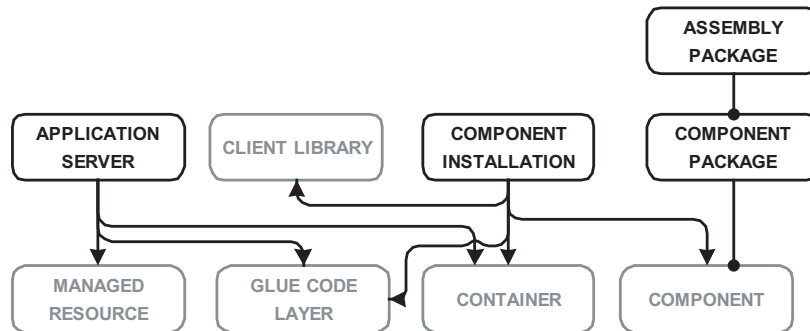 ASSEMBLY
PACKAGE
APPLICATION
SERVER
CLIENT LIBRARY
COMPONENT
INSTALLATION
COMPONENT
PACKAGE
MANAGED
RESOURCE
GLUE CODE
LAYER
CONTAINER
COMPONENT